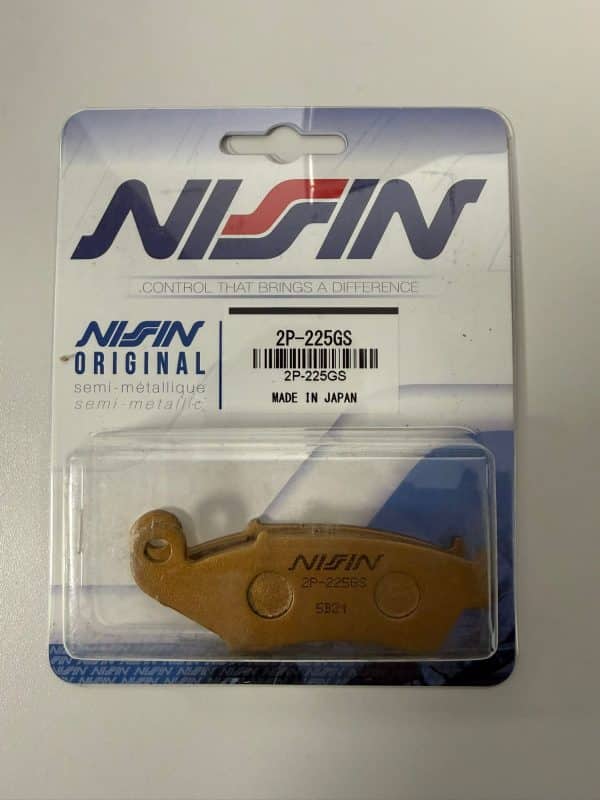 NISSIN
.CONTROL THAT BRINGS A DIFFERENCE
NISSIN
ORIGINAL
semi-métallique
semi-metallic
2P-225GS
2P-225GS
MADE IN JAPAN
NISSIN
2P-225GS